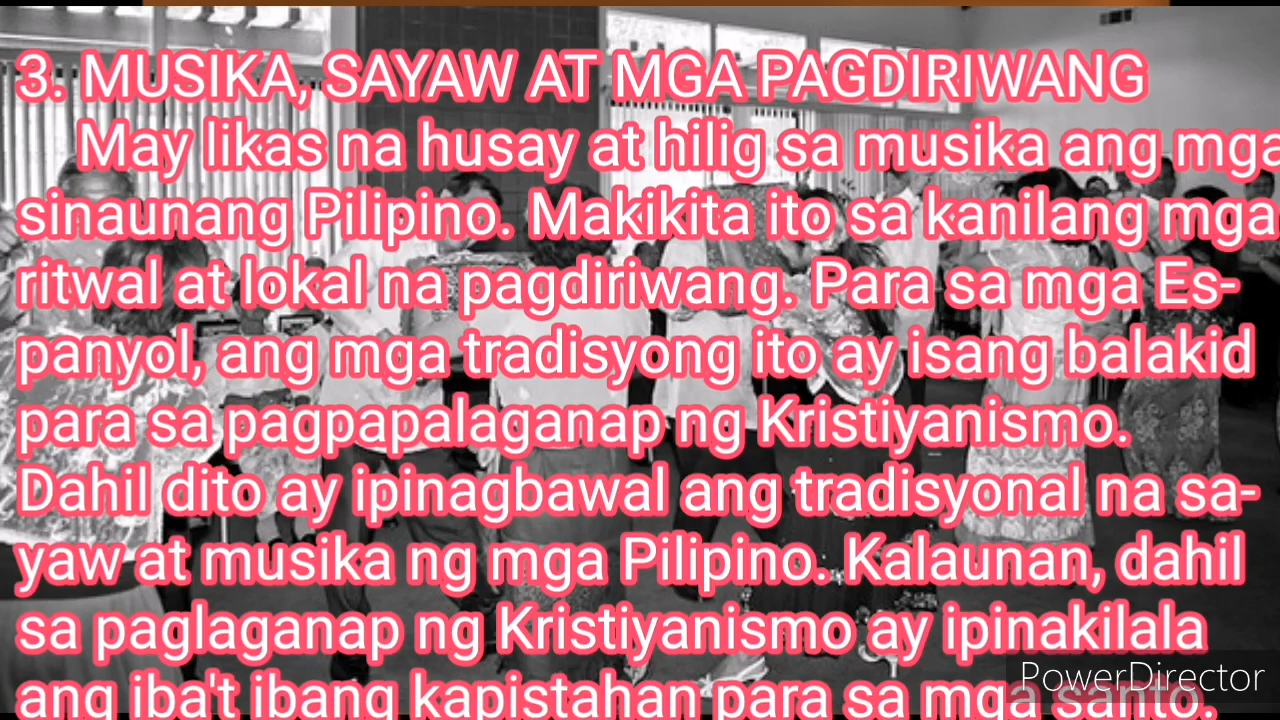 3. MUSIKA, SAYAW AT MGA PAGDIRIWANG
May likas na husay at hilig sa musika ang mga
sinaunang Pilipino. Makikita ito sa kanilang mga
ritwal at lokal na pagdiriwang. Para sa mga Es-
panyol, ang mga tradisyong ito ay isang balakid
para sa pagpapalaganap ng Kristiyanismo.
Dahil dito ay ipinagbawal ang tradisyonal na sa-
yaw at musika ng mga Pilipino. Kalaunan, dahil
sa paglaganap ng Kristiyanismo ay ipinakilala
ang iba't ibang kapistahan para sa mga santo.
PowerDirector